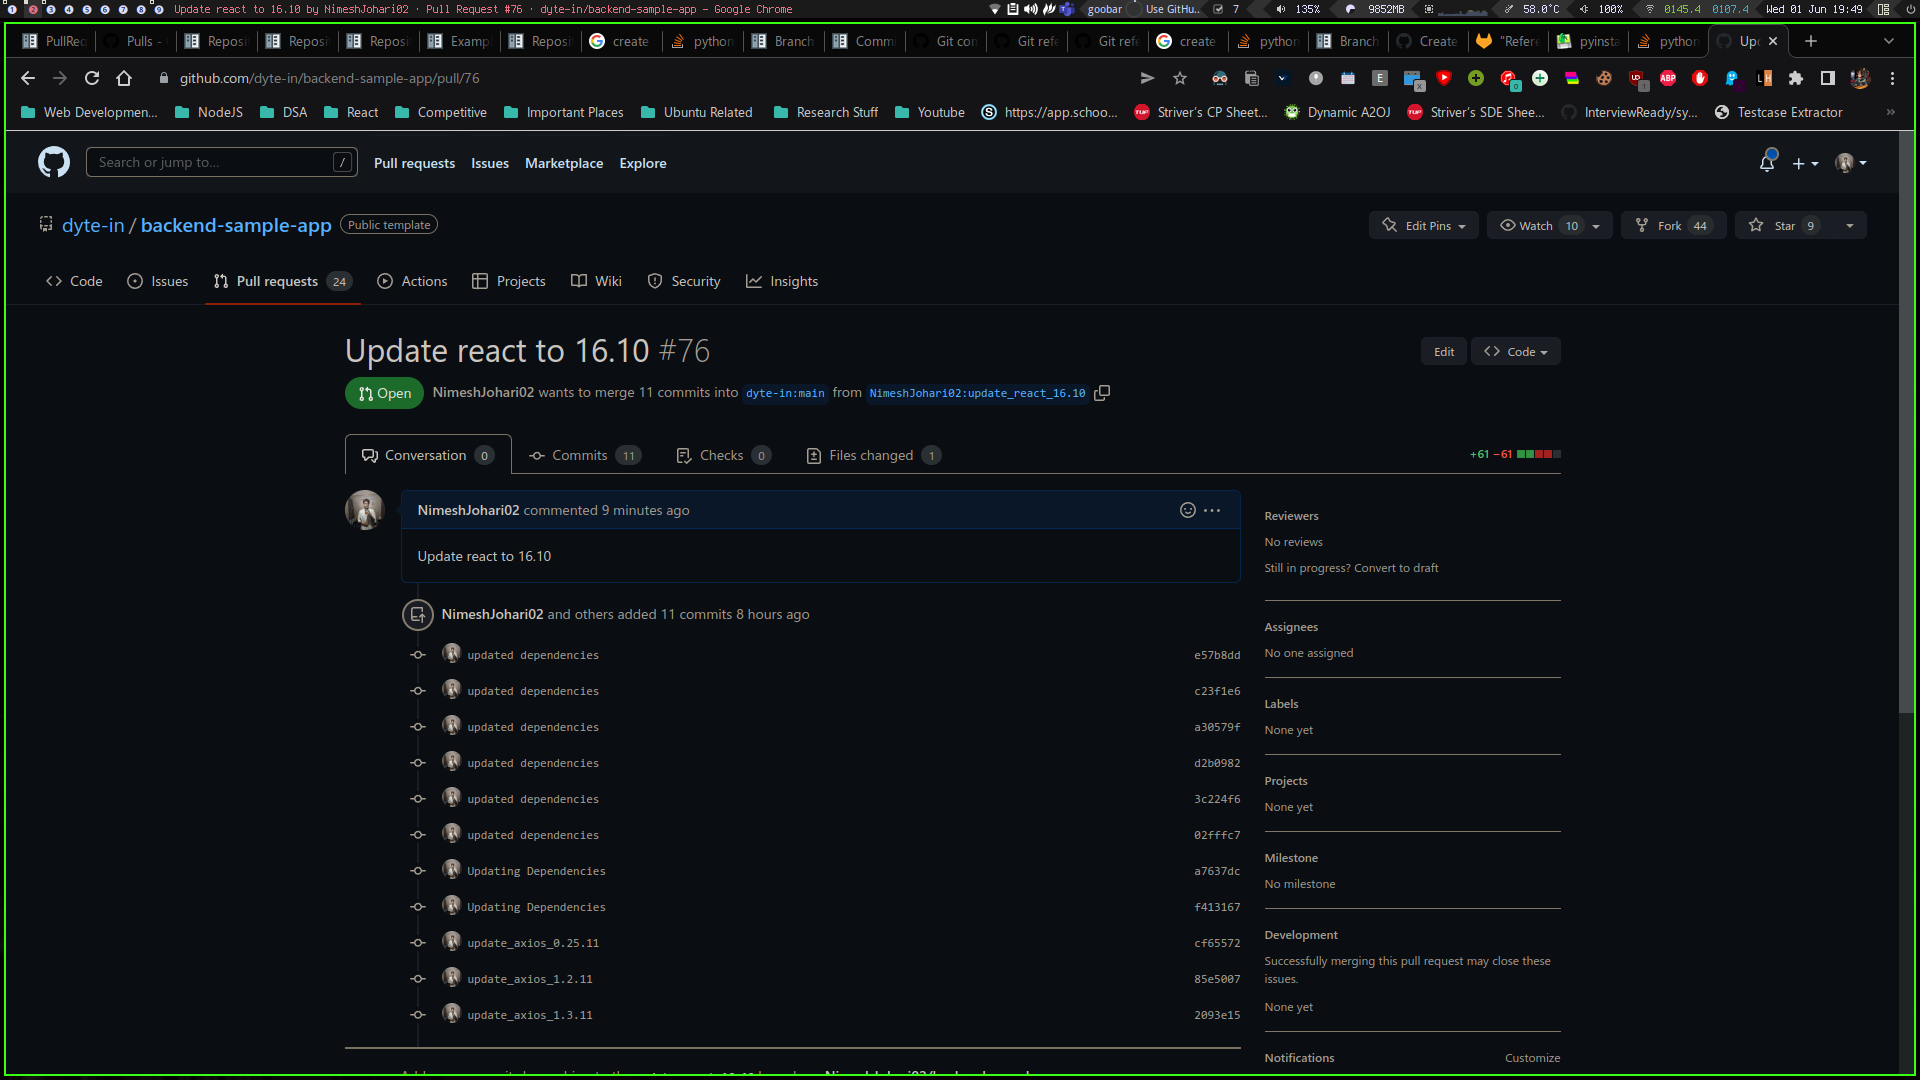 1 2 3 4 5 6 7 8 9 Update react to 16.10 by NimeshJohari02 · Pull Request #76 · dyte-in/backend-sample-app - Google Chrome goobar Use GitHu.. 7 135% 9852MB 58.0°C 100% 0145.4 0107.4 Wed 01 Jun 19:49
PullReq Pulls - Reposi Reposi Reposi Examp Reposi create python Branch Commi Git con Git refe Git refe create python Branch Create "Refere pyinsta python Upd
github.com/dyte-in/backend-sample-app/pull/76
Web Developmen... NodeJS DSA React Competitive Important Places Ubuntu Related Research Stuff Youtube https://app.schoo... Striver's CP Sheet... Dynamic A2OJ Striver's SDE Shee... InterviewReady/sy... Testcase Extractor »
Search or jump to... / Pull requests Issues Marketplace Explore
dyte-in / backend-sample-app Public template Edit Pins Watch 10 Fork 44 Star 9
Code Issues Pull requests 24 Actions Projects Wiki Security Insights
Update react to 16.10 #76 Edit Code
Open NimeshJohari02 wants to merge 11 commits into dyte-in:main from NimeshJohari02:update_react_16.10
Conversation 0 Commits 11 Checks 0 Files changed 1 +61 −61
NimeshJohari02 commented 9 minutes ago
Update react to 16.10
NimeshJohari02 and others added 11 commits 8 hours ago
updated dependencies e57b8dd
updated dependencies c23f1e6
updated dependencies a30579f
updated dependencies d2b0982
updated dependencies 3c224f6
updated dependencies 02fffc7
Updating Dependencies a7637dc
Updating Dependencies f413167
update_axios_0.25.11 cf65572
update_axios_1.2.11 85e5007
update_axios_1.3.11 2093e15
Reviewers
No reviews
Still in progress? Convert to draft
Assignees
No one assigned
Labels
None yet
Projects
None yet
Milestone
No milestone
Development
Successfully merging this pull request may close these
issues.
None yet
Notifications Customize